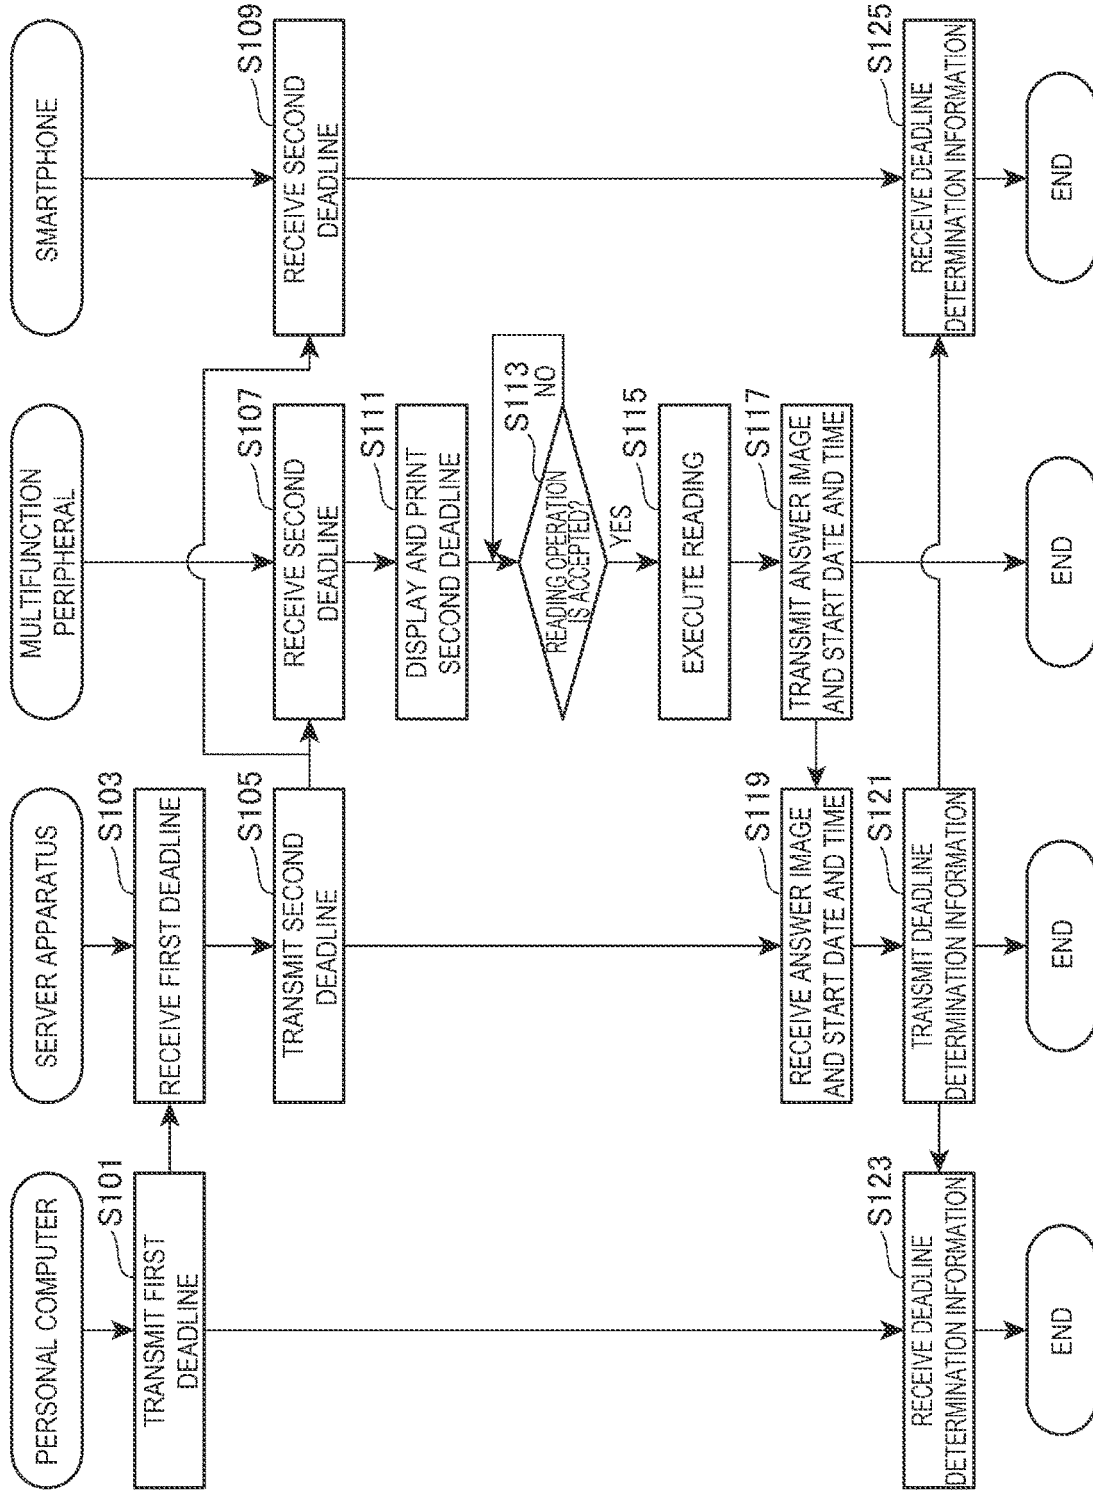 PERSONAL COMPUTER
SERVER APPARATUS
MULTIFUNCTION
PERIPHERAL
SMARTPHONE
S101
TRANSMIT FIRST
DEADLINE
S103
RECEIVE FIRST DEADLINE
S105
TRANSMIT SECOND
DEADLINE
S107
RECEIVE SECOND
DEADLINE
S109
RECEIVE SECOND
DEADLINE
S111
DISPLAY AND PRINT
SECOND DEADLINE
S113
READING OPERATION
IS ACCEPTED?
NO
YES
S115
EXECUTE READING
S117
TRANSMIT ANSWER IMAGE
AND START DATE AND TIME
S119
RECEIVE ANSWER IMAGE
AND START DATE AND TIME
S121
TRANSMIT DEADLINE
DETERMINATION INFORMATION
S123
RECEIVE DEADLINE
DETERMINATION INFORMATION
S125
RECEIVE DEADLINE
DETERMINATION INFORMATION
END
END
END
END